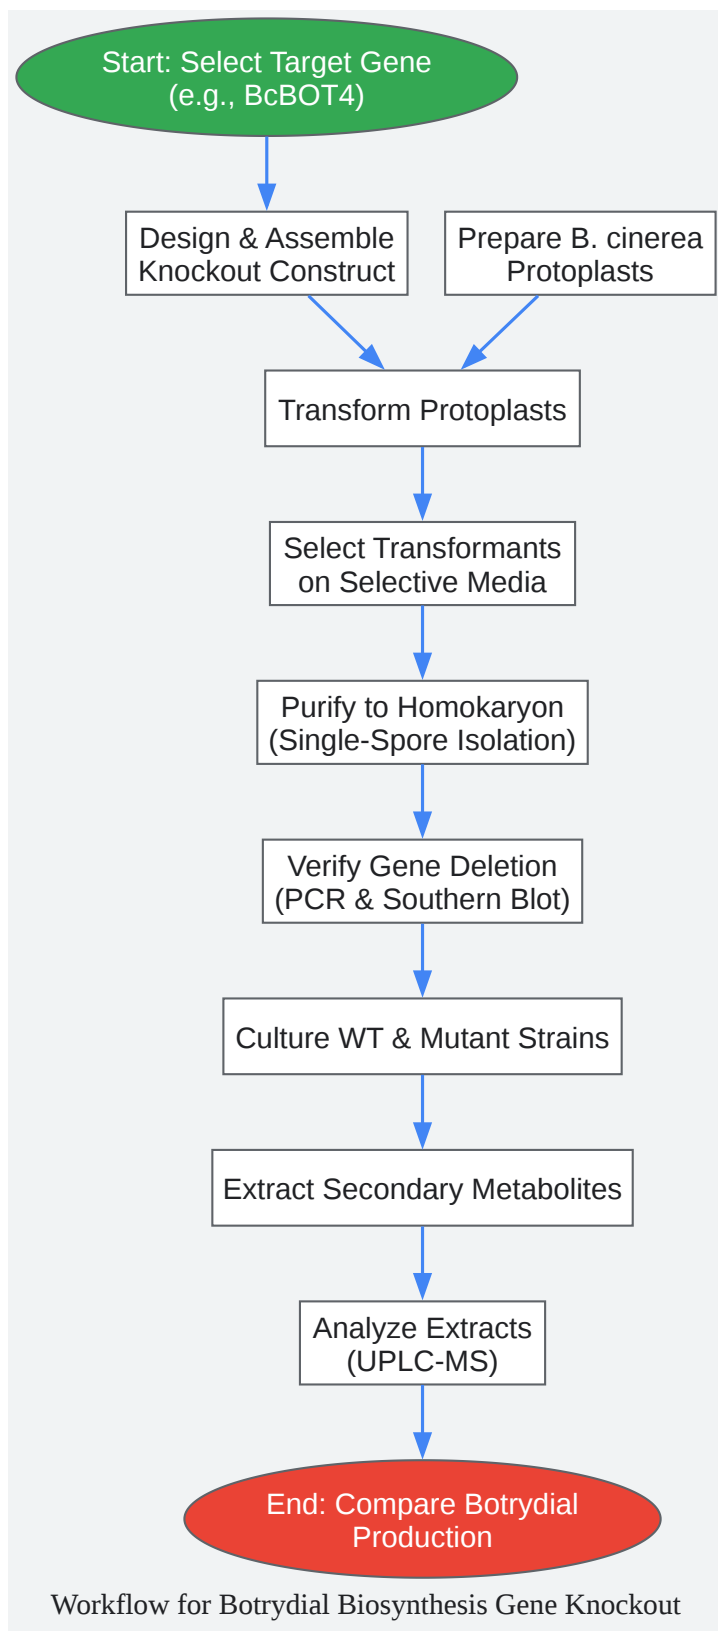 Start: Select Target Gene
(e.g., BcBOT4)
Design & Assemble
Knockout Construct
Prepare B. cinerea
Protoplasts
Transform Protoplasts
Select Transformants
on Selective Media
Purify to Homokaryon
(Single-Spore Isolation)
Verify Gene Deletion
(PCR & Southern Blot)
Culture WT & Mutant Strains
Extract Secondary Metabolites
Analyze Extracts
(UPLC-MS)
End: Compare Botrydial
Production
Workflow for Botrydial Biosynthesis Gene Knockout